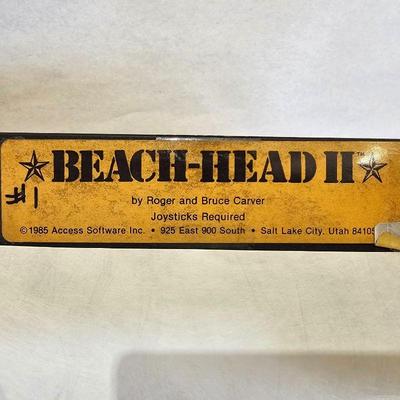 BEACH-HEAD II™
#1
by Roger and Bruce Carver
Joysticks Required
©1985 Access Software Inc. • 925 East 900 South • Salt Lake City, Utah 84105